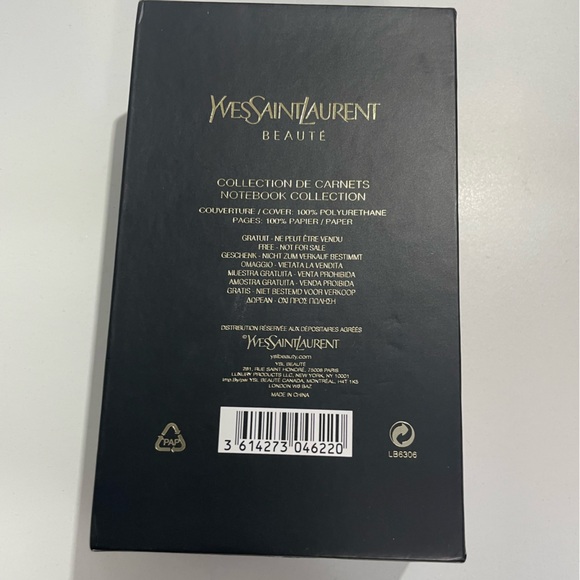 YVESSAINTLAURENT
BEAUTÉ
COLLECTION DE CARNETS
NOTEBOOK COLLECTION
COUVERTURE / COVER: 100% POLYURETHANE
PAGES: 100% PAPIER / PAPER
GRATUIT - NE PEUT ÊTRE VENDU
FREE - NOT FOR SALE
GESCHENK - NICHT ZUM VERKAUF BESTIMMT
OMAGGIO - VIETATA LA VENDITA
MUESTRA GRATUITA - VENTA PROHIBIDA
AMOSTRA GRATUITA - VENDA PROIBIDA
GRATIS - NIET BESTEMD VOOR VERKOOP
ΔΩΡΕΑΝ - ΟΧΙ ΠΡΟΣ ΠΩΛΗΣΗ
DISTRIBUTION RÉSERVÉE AUX DÉPOSITAIRES AGRÉÉS
©YVESSAINTLAURENT
yslbeauty.com
YSL BEAUTÉ
281, RUE SAINT HONORÉ, 75008 PARIS
LUXURY PRODUCTS LLC, NEW YORK, NY 10001
Imp.By/par YSL BEAUTÉ CANADA, MONTRÉAL, H4T 1K5
LONDON W6 8AZ
MADE IN CHINA
PAP
3 614273 046220
LB6306